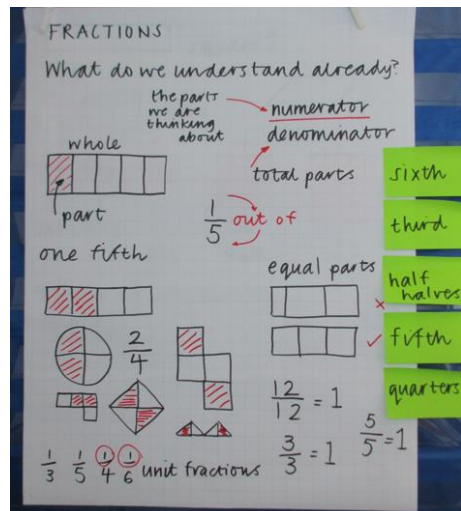 FRACTIONS
What do we understand already?
the parts
we are
thinking
about
numerator
denominator
total parts
whole
part
1/5 out of
one fifth
equal parts
2/4
12/12 = 1
3/3 = 1
5/5 = 1
1/3 1/5 1/4 1/6 unit fractions
sixth
third
half
halves
fifth
quarters